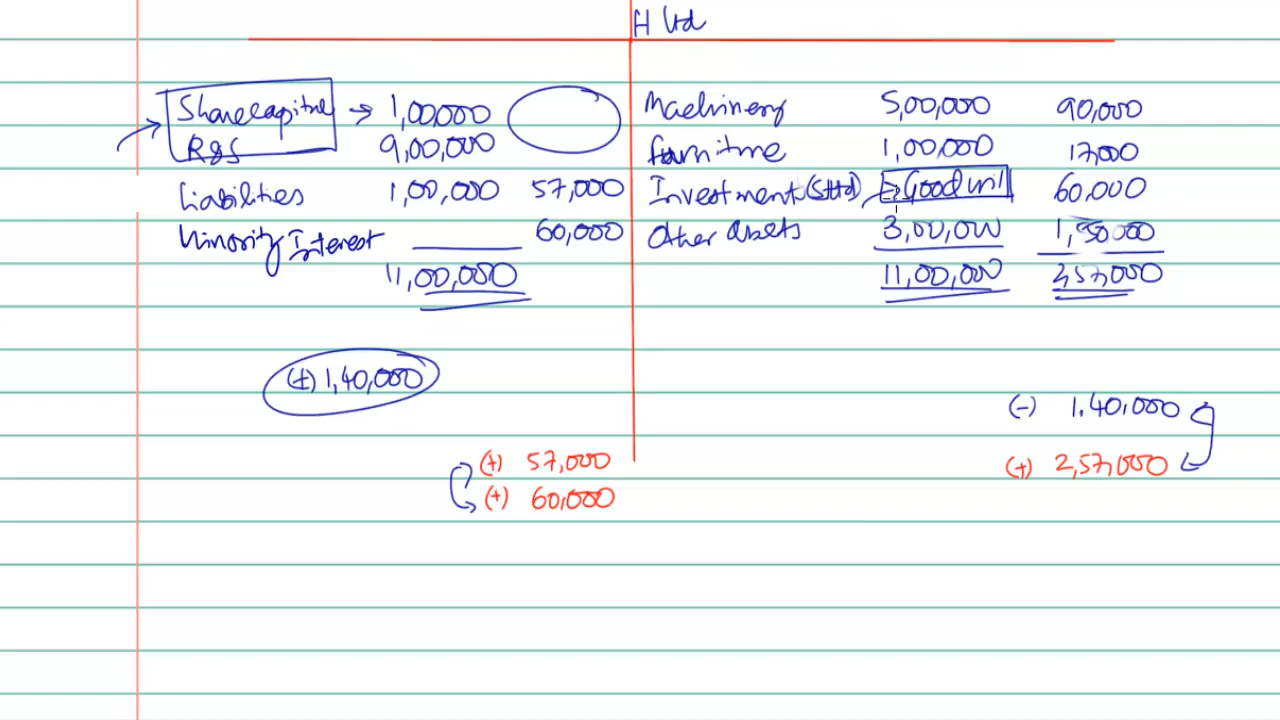 H Ltd
Sharecapital → 1,00,000 Machinery 5,00,000 90,000
R&S 9,00,000 furniture 1,00,000 17,000
Liabilities 1,00,000 57,000 Investment (SLtd) Goodwill 60,000
Minority Interest 60,000 Other assets 3,00,000
11,00,000 11,00,000 2,57,000
(+) 1,40,000
(-) 1,40,000
(+) 57,000 (+) 2,57,000
(+) 60,000